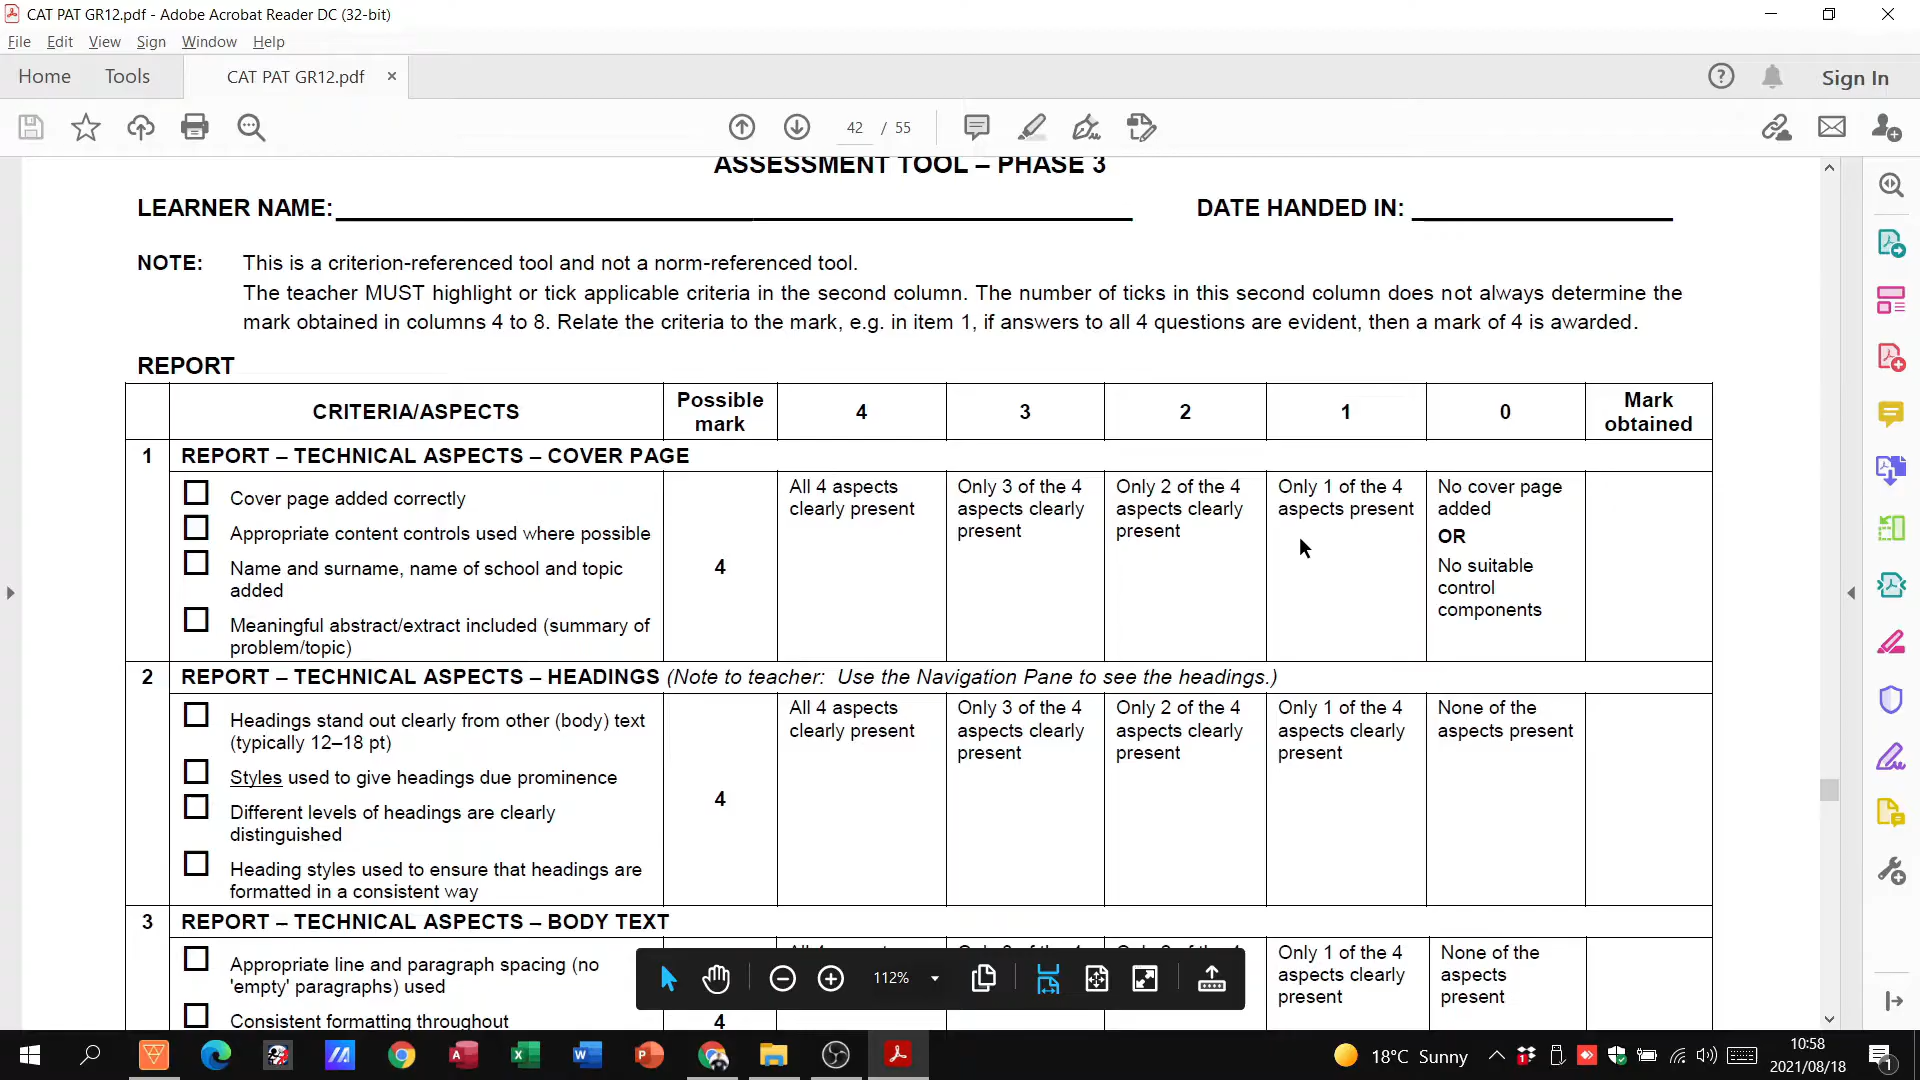 CAT PAT GR12.pdf - Adobe Acrobat Reader DC (32-bit)
File Edit View Sign Window Help
Home Tools CAT PAT GR12.pdf × Sign In
42 / 55
ASSESSMENT TOOL – PHASE 3
LEARNER NAME: DATE HANDED IN:
NOTE: This is a criterion-referenced tool and not a norm-referenced tool.
The teacher MUST highlight or tick applicable criteria in the second column. The number of ticks in this second column does not always determine the
mark obtained in columns 4 to 8. Relate the criteria to the mark, e.g. in item 1, if answers to all 4 questions are evident, then a mark of 4 is awarded.
REPORT
CRITERIA/ASPECTS
Possible
mark
4
3
2
1
0
Mark
obtained
1 REPORT – TECHNICAL ASPECTS – COVER PAGE
Cover page added correctly
Appropriate content controls used where possible
Name and surname, name of school and topic
added
Meaningful abstract/extract included (summary of
problem/topic)
4
All 4 aspects
clearly present
Only 3 of the 4
aspects clearly
present
Only 2 of the 4
aspects clearly
present
Only 1 of the 4
aspects present
No cover page
added
OR
No suitable
control
components
2 REPORT – TECHNICAL ASPECTS – HEADINGS (Note to teacher: Use the Navigation Pane to see the headings.)
Headings stand out clearly from other (body) text
(typically 12–18 pt)
Styles used to give headings due prominence
Different levels of headings are clearly
distinguished
Heading styles used to ensure that headings are
formatted in a consistent way
4
All 4 aspects
clearly present
Only 3 of the 4
aspects clearly
present
Only 2 of the 4
aspects clearly
present
Only 1 of the 4
aspects clearly
present
None of the
aspects present
3 REPORT – TECHNICAL ASPECTS – BODY TEXT
Appropriate line and paragraph spacing (no
'empty' paragraphs) used
Consistent formatting throughout
4
Only 1 of the 4
aspects clearly
present
None of the
aspects
present
112%
18°C Sunny
10:58
2021/08/18
1